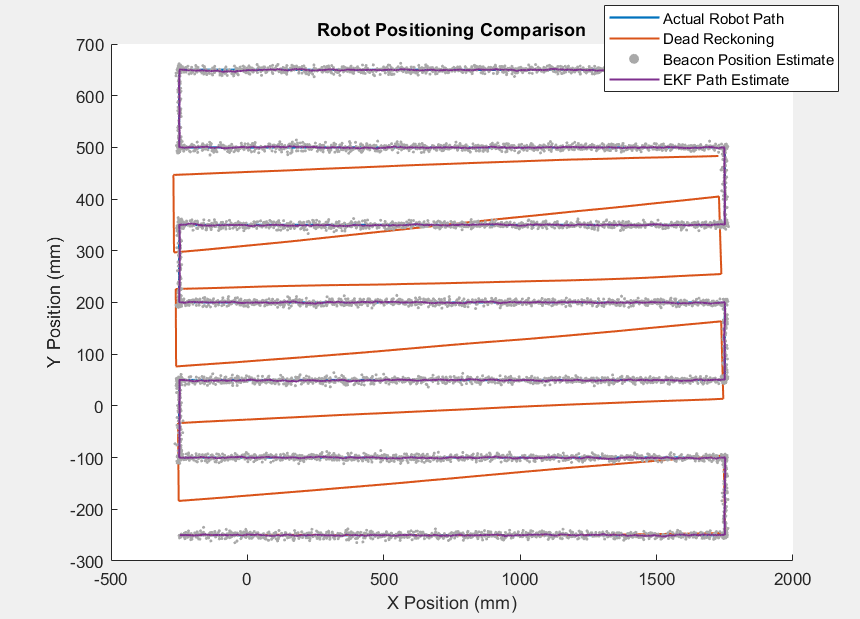 Robot Positioning Comparison
Actual Robot Path
Dead Reckoning
Beacon Position Estimate
EKF Path Estimate
Y Position (mm)
700
600
500
400
300
200
100
0
-100
-200
-300
-500
0
500
1000
1500
2000
X Position (mm)